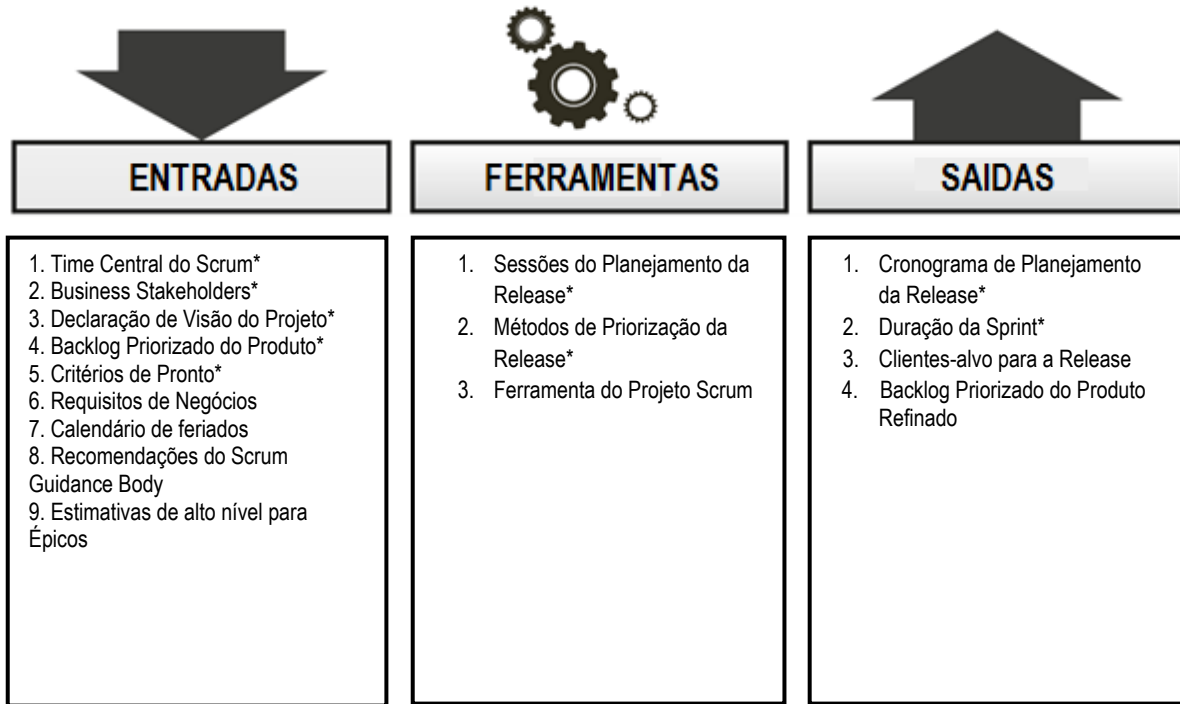 ENTRADAS
1. Time Central do Scrum*
2. Business Stakeholders*
3. Declaração de Visão do Projeto*
4. Backlog Priorizado do Produto*
5. Critérios de Pronto*
6. Requisitos de Negócios
7. Calendário de feriados
8. Recomendações do Scrum
Guidance Body
9. Estimativas de alto nível para
Épicos
FERRAMENTAS
1. Sessões do Planejamento da
Release*
2. Métodos de Priorização da
Release*
3. Ferramenta do Projeto Scrum
SAIDAS
1. Cronograma de Planejamento
da Release*
2. Duração da Sprint*
3. Clientes-alvo para a Release
4. Backlog Priorizado do Produto
Refinado